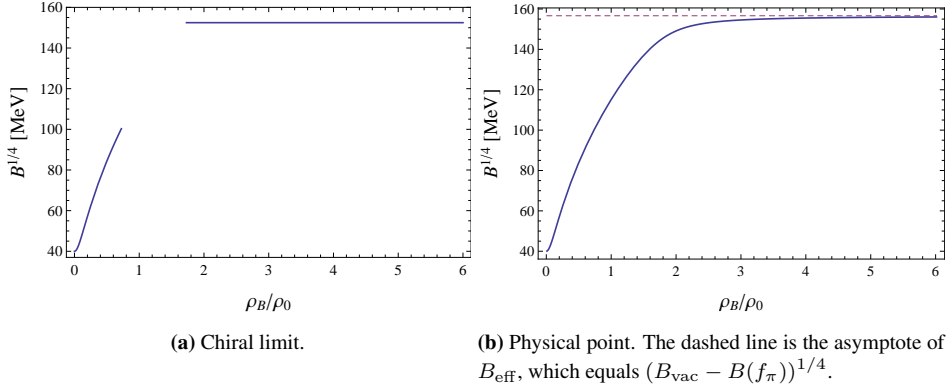 160
140
120
100
80
60
40
B^{1/4} [MeV]
0 1 2 3 4 5 6
ρ_B/ρ_0
(a) Chiral limit.
160
140
120
100
80
60
40
B^{1/4} [MeV]
0 1 2 3 4 5 6
ρ_B/ρ_0
(b) Physical point. The dashed line is the asymptote of
B_eff, which equals (B_vac − B(f_π))^{1/4}.